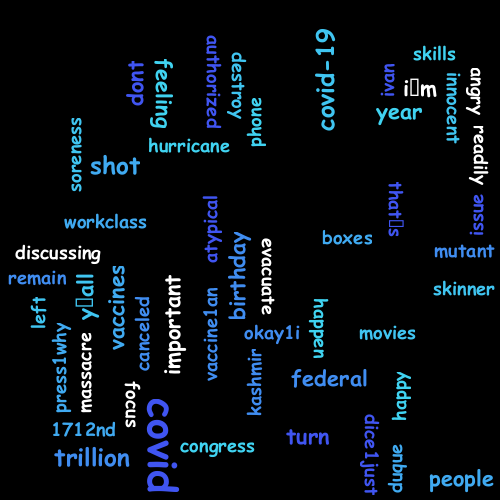 covid-19
skills
authorized
destroy
feeling
dont
ivan
i▯m
angry
innocent
phone
year
soreness
hurricane
shot
readily
that▯s
issue
atypical
workclass
boxes
birthday
evacuate
mutant
discussing
remain
y▯all
vaccines
important
vaccine1an
skinner
left
canceled
okay1i
happen
movies
press1why
massacre
kashmir
federal
happy
focus
covid
1712nd
congress
turn
dice1just
dubne
trillion
people